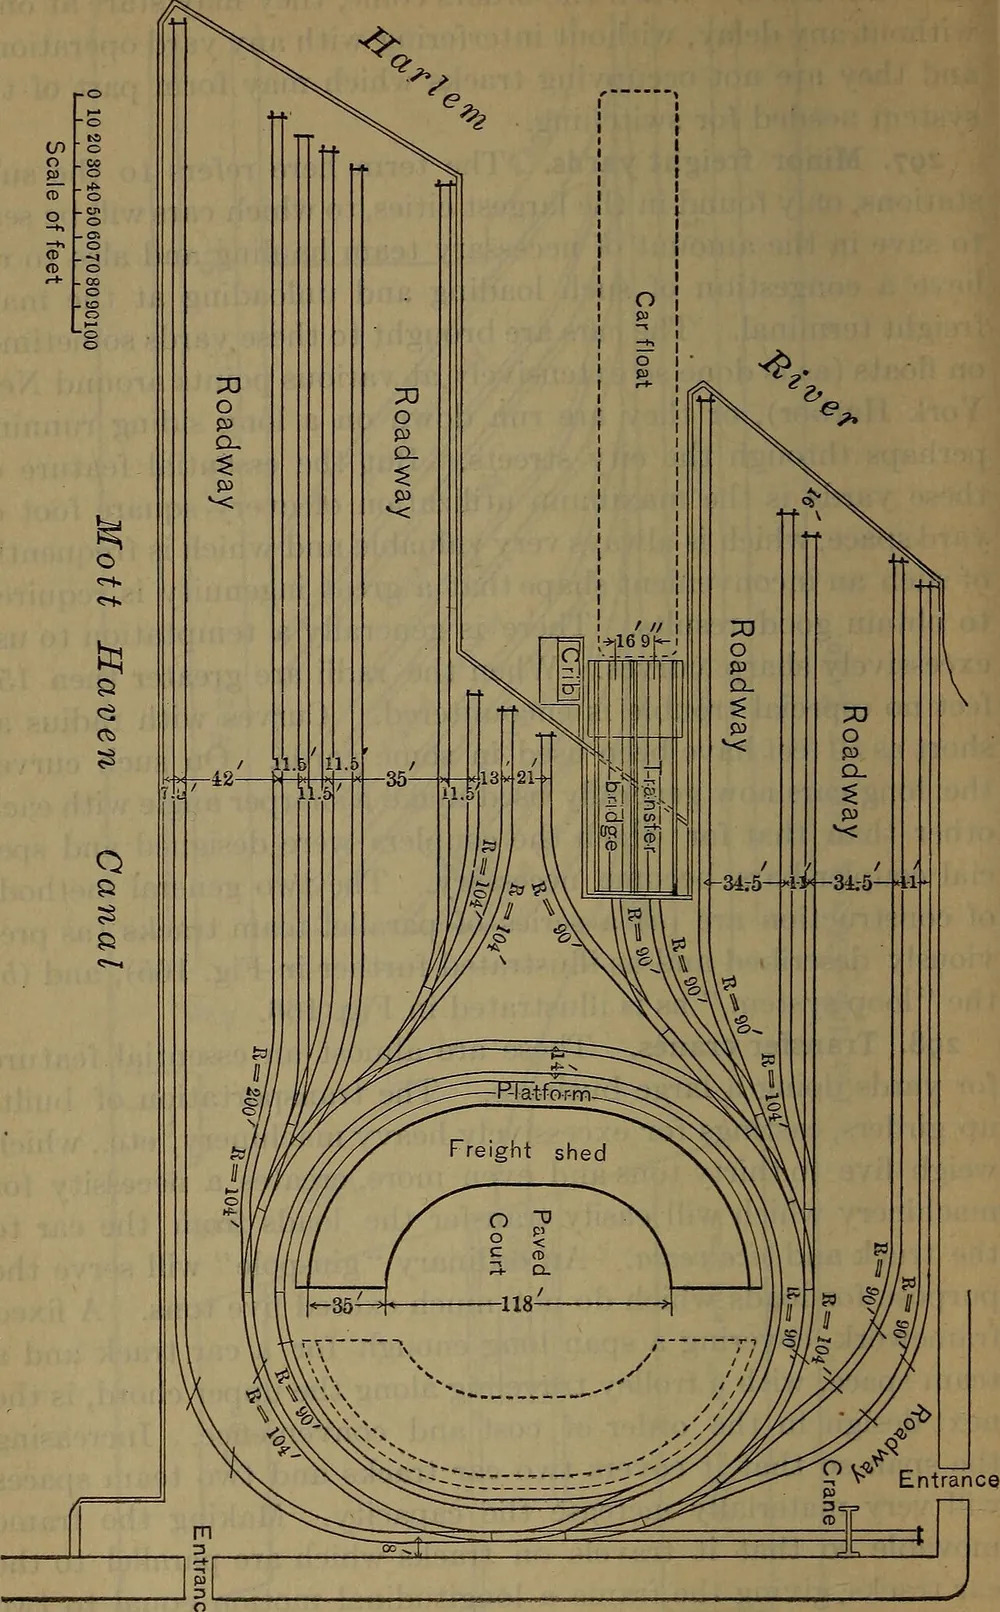 Harlem
River
0 10 20 30 40 50 60 70 80 90 100
Scale of feet
Car float
Roadway
Roadway
Roadway
Roadway
16'
16' 9"
Crib
Transfer
bridge
Mott Haven Canal
7.5'
42'
11.5'
11.5'
11.5'
35'
11.5'
13'
21'
34.5'
11'
34.5'
11'
R=104'
R=104'
R=90'
R=90'
R=90'
R=90'
R=104'
R=200'
R=104'
14'
Platform
Freight shed
Paved
Court
35'
118'
R=90'
R=90'
R=90'
R=104'
R=90'
R=104'
Roadway
Crane
Entrance
8'
Entranc